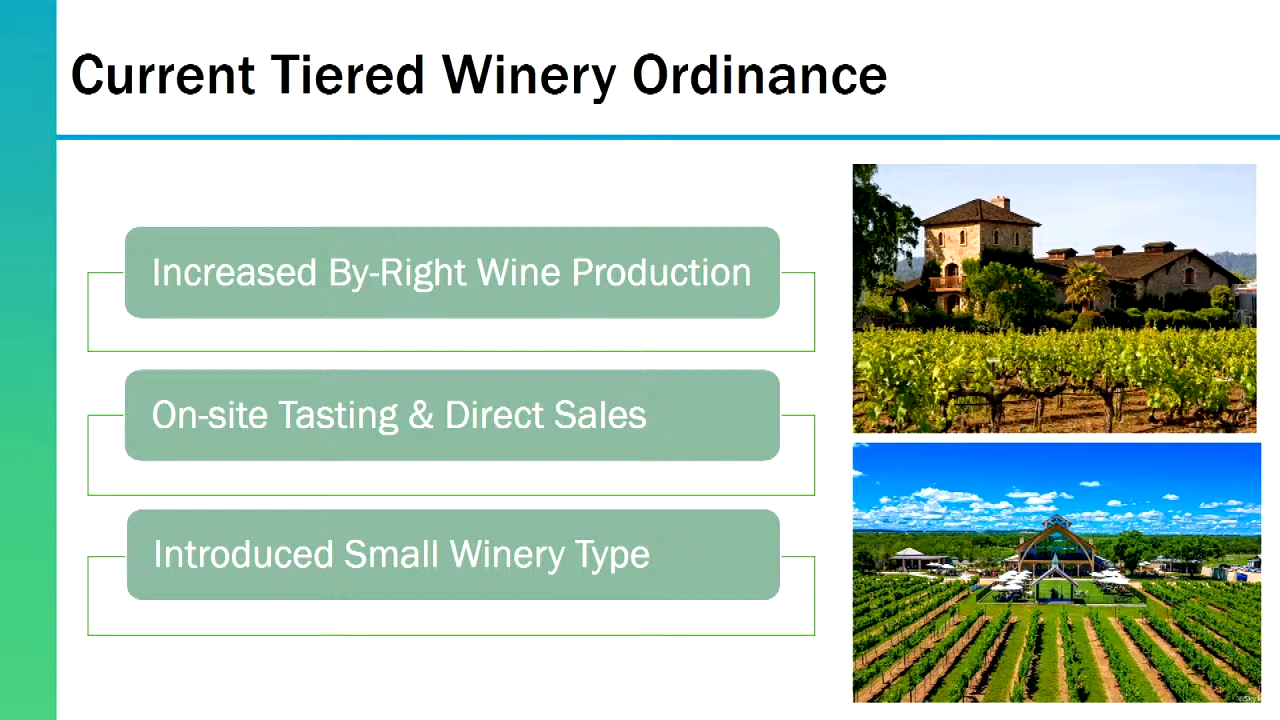 Current Tiered Winery Ordinance
Increased By-Right Wine Production
On-site Tasting & Direct Sales
Introduced Small Winery Type